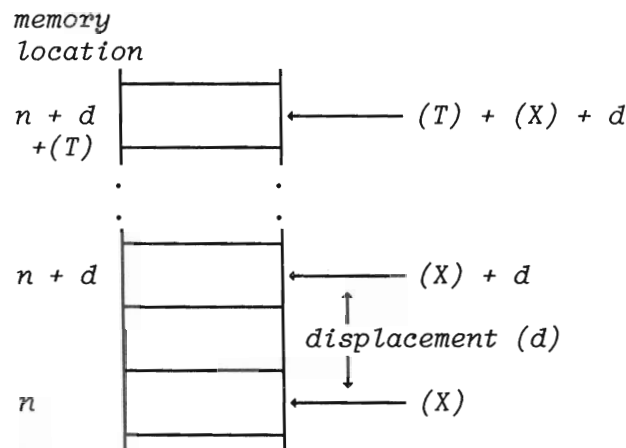 memory
location
n + d
+(T)
(T) + (X) + d
n + d
(X) + d
displacement (d)
n
(X)